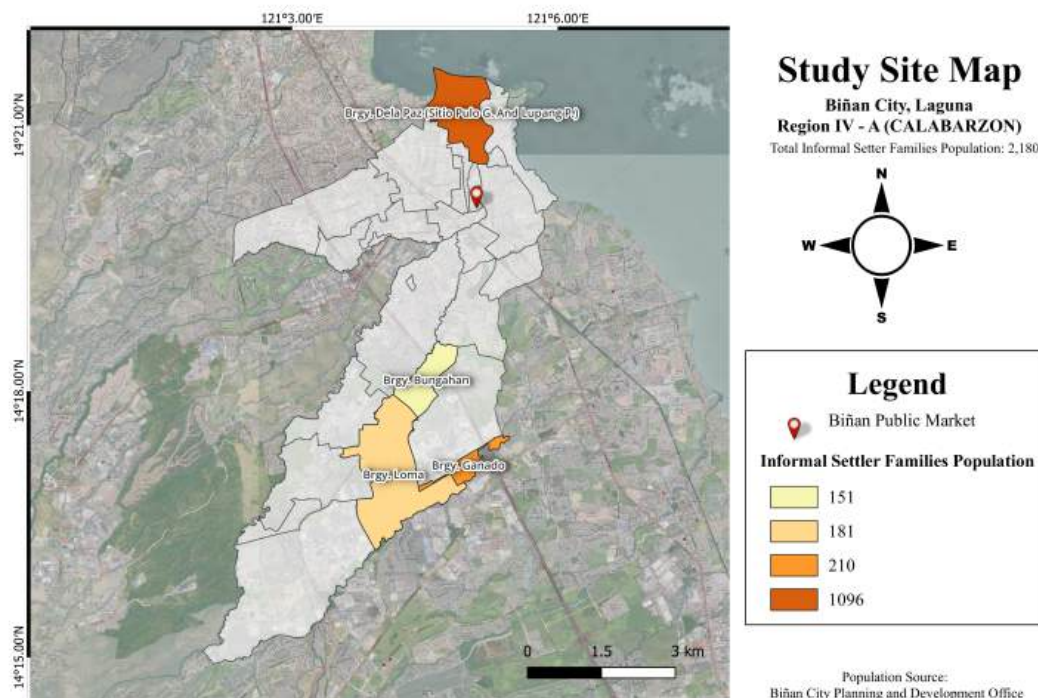 121°3.00'E 121°6.00'E
14°21.00'N
14°18.00'N
14°15.00'N
Brgy. Dela Paz (Sitio Pulo G. And Lupang P.)
Brgy. Bungahan
Brgy. Loma
Brgy. Ganado
0 1.5 3 km
Study Site Map
Biñan City, Laguna
Region IV - A (CALABARZON)
Total Informal Setter Families Population: 2,180
N
W E
S
Legend
Biñan Public Market
Informal Settler Families Population
151
181
210
1096
Population Source:
Biñan City Planning and Development Office